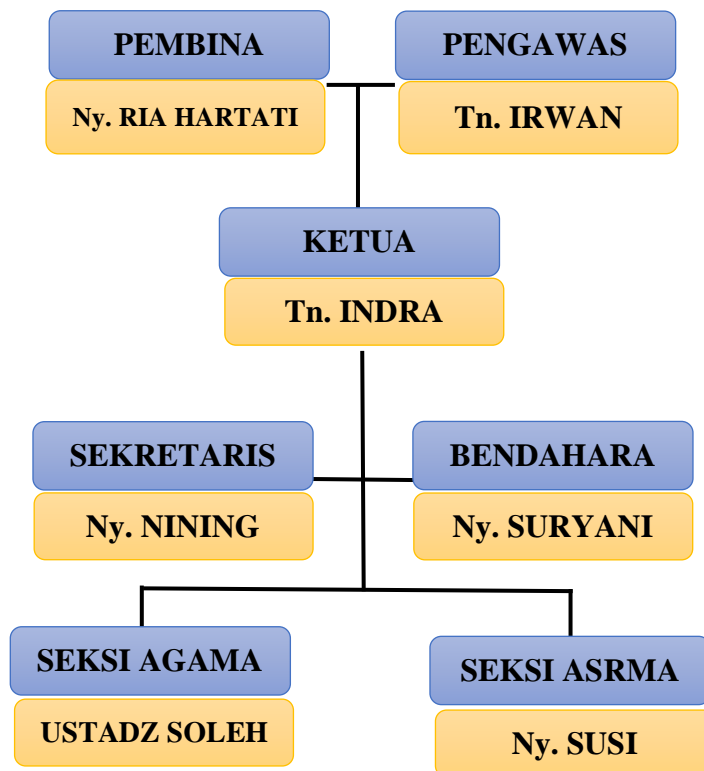 PEMBINA
Ny. RIA HARTATI
PENGAWAS
Tn. IRWAN
KETUA
Tn. INDRA
SEKRETARIS
Ny. NINING
BENDAHARA
Ny. SURYANI
SEKSI AGAMA
USTADZ SOLEH
SEKSI ASRMA
Ny. SUSI